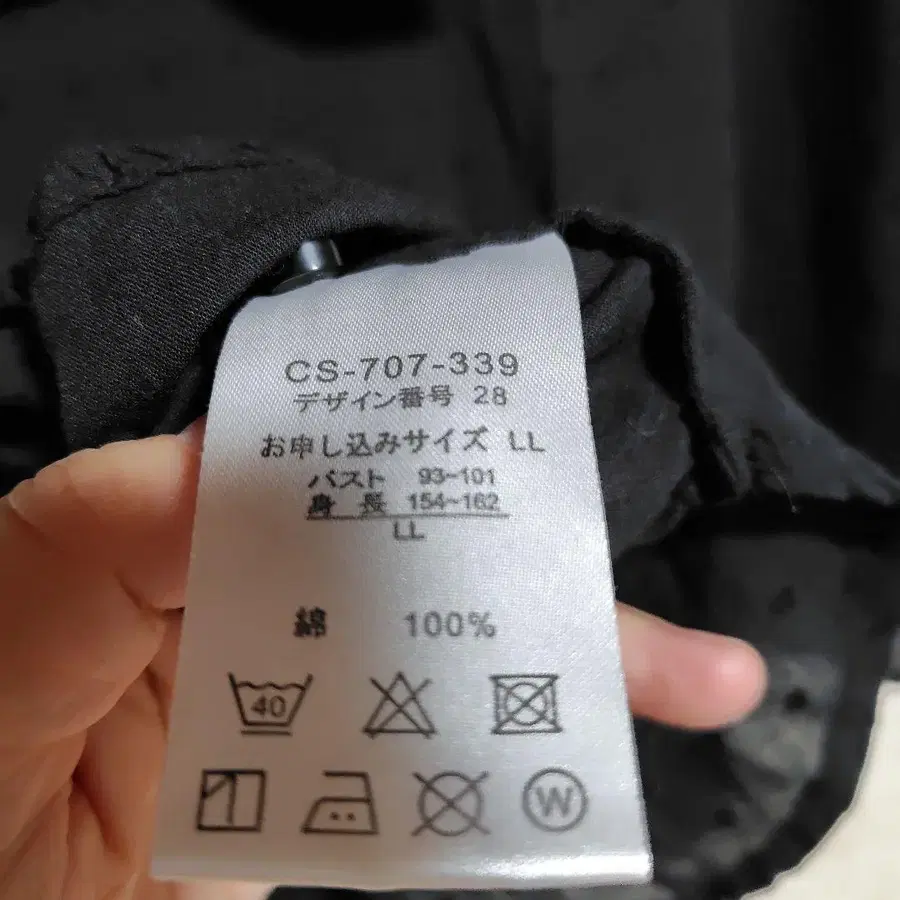 CS-707-339
デザイン番号 28
お申し込みサイズ LL
バスト 93~101
身長 154~162
LL
綿 100%
40
W